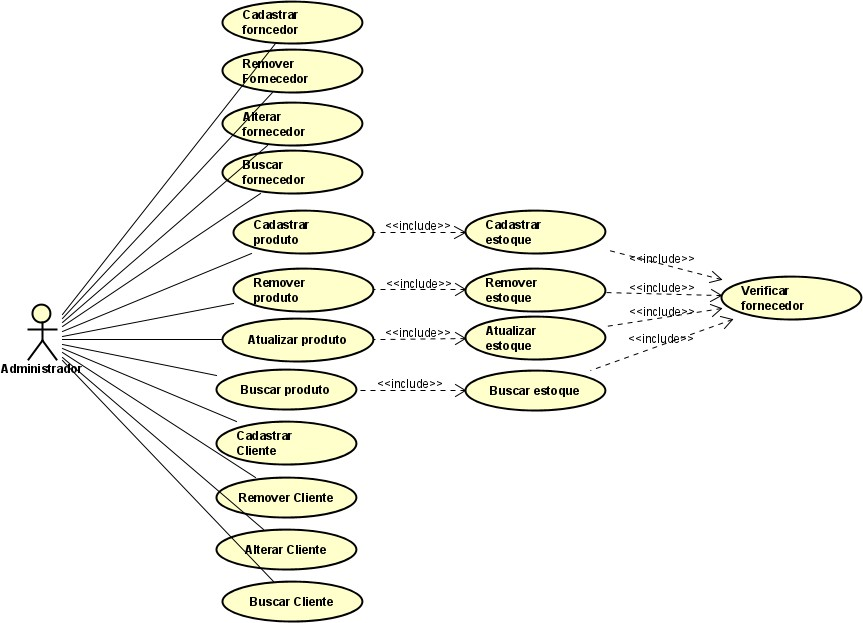 Cadastrar
forncedor
Remover
Fornecedor
Alterar
fornecedor
Buscar
fornecedor
Cadastrar
produto
<<include>>
Cadastrar
estoque
<<include>>
Remover
produto
<<include>>
Remover
estoque
<<include>>
Verificar
fornecedor
Atualizar produto
<<include>>
Atualizar
estoque
<<include>>
Administrador
Buscar produto
<<include>>
Buscar estoque
<<include>>
Cadastrar
Cliente
Remover Cliente
Alterar Cliente
Buscar Cliente